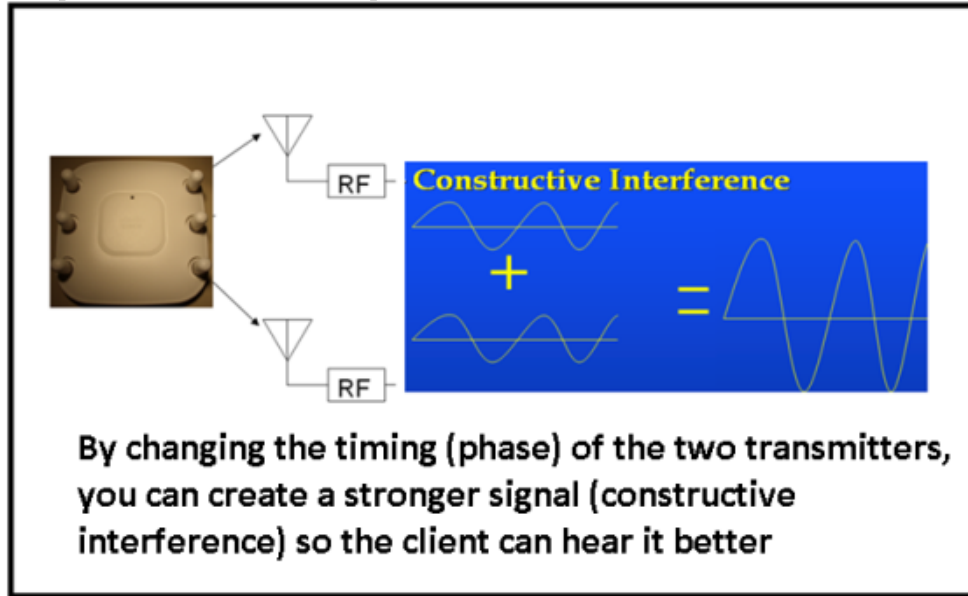 RF
Constructive Interference
+
=
RF
By changing the timing (phase) of the two transmitters,
you can create a stronger signal (constructive
interference) so the client can hear it better